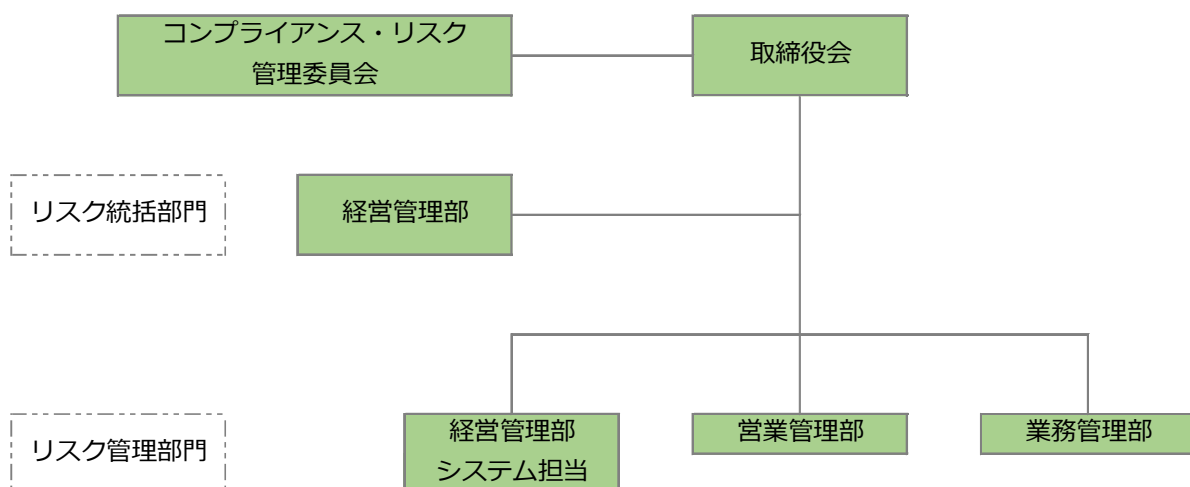 コンプライアンス・リスク
管理委員会
取締役会
リスク統括部門
経営管理部
リスク管理部門
経営管理部
システム担当
営業管理部
業務管理部